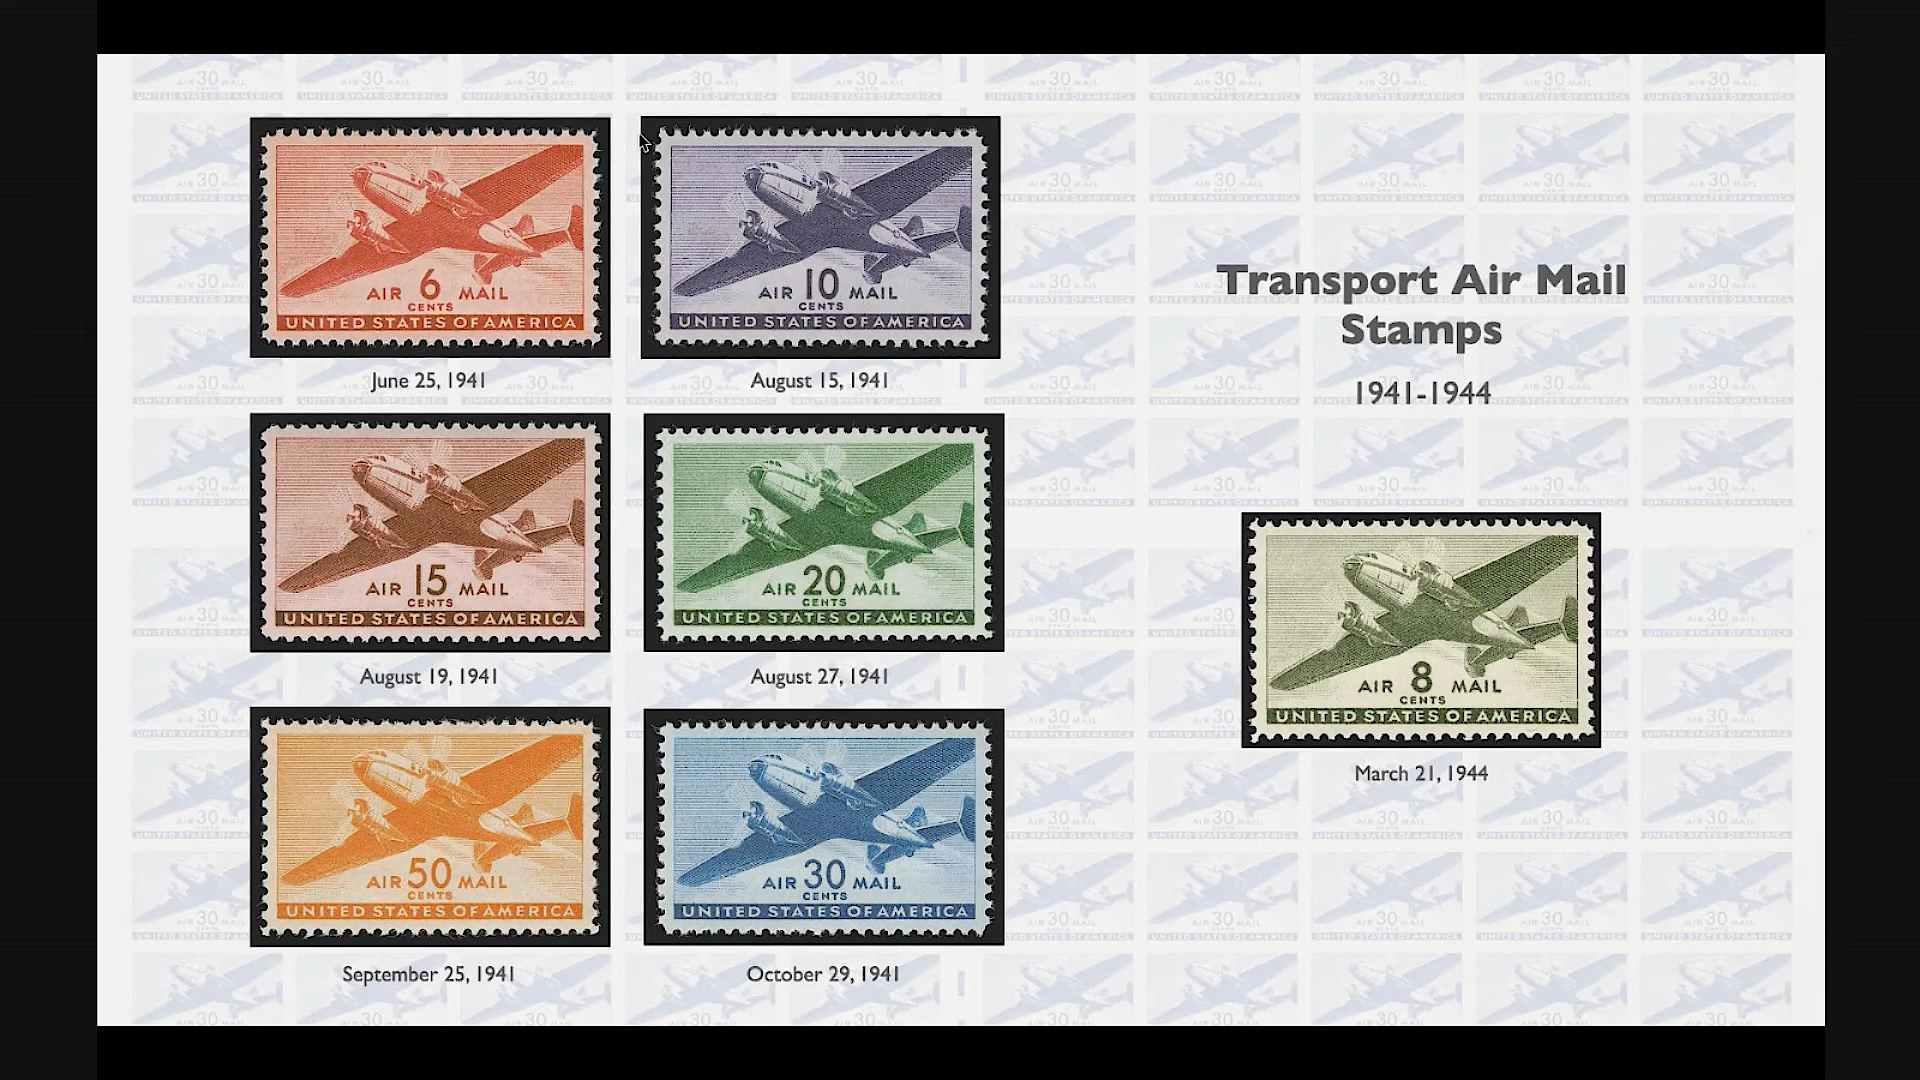 AIR 6 MAIL
CENTS
UNITED STATES OF AMERICA
June 25, 1941
AIR 10 MAIL
CENTS
UNITED STATES OF AMERICA
August 15, 1941
AIR 15 MAIL
CENTS
UNITED STATES OF AMERICA
August 19, 1941
AIR 20 MAIL
CENTS
UNITED STATES OF AMERICA
August 27, 1941
AIR 50 MAIL
CENTS
UNITED STATES OF AMERICA
September 25, 1941
AIR 30 MAIL
CENTS
UNITED STATES OF AMERICA
October 29, 1941
Transport Air Mail
Stamps
1941-1944
AIR 8 MAIL
CENTS
UNITED STATES OF AMERICA
March 21, 1944